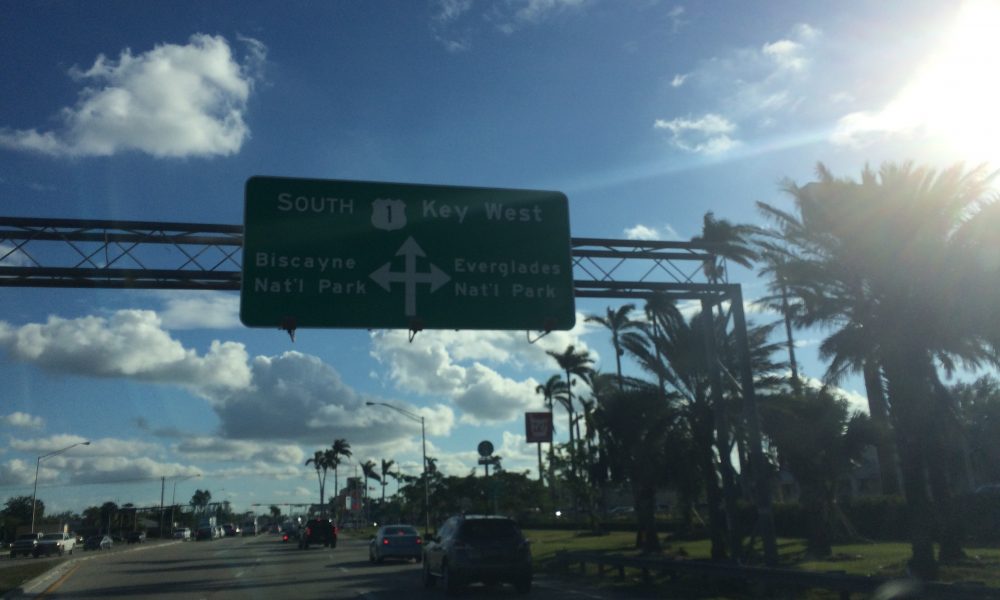 SOUTH 1 Key West
Biscayne
Nat'l Park
Everglades
Nat'l Park